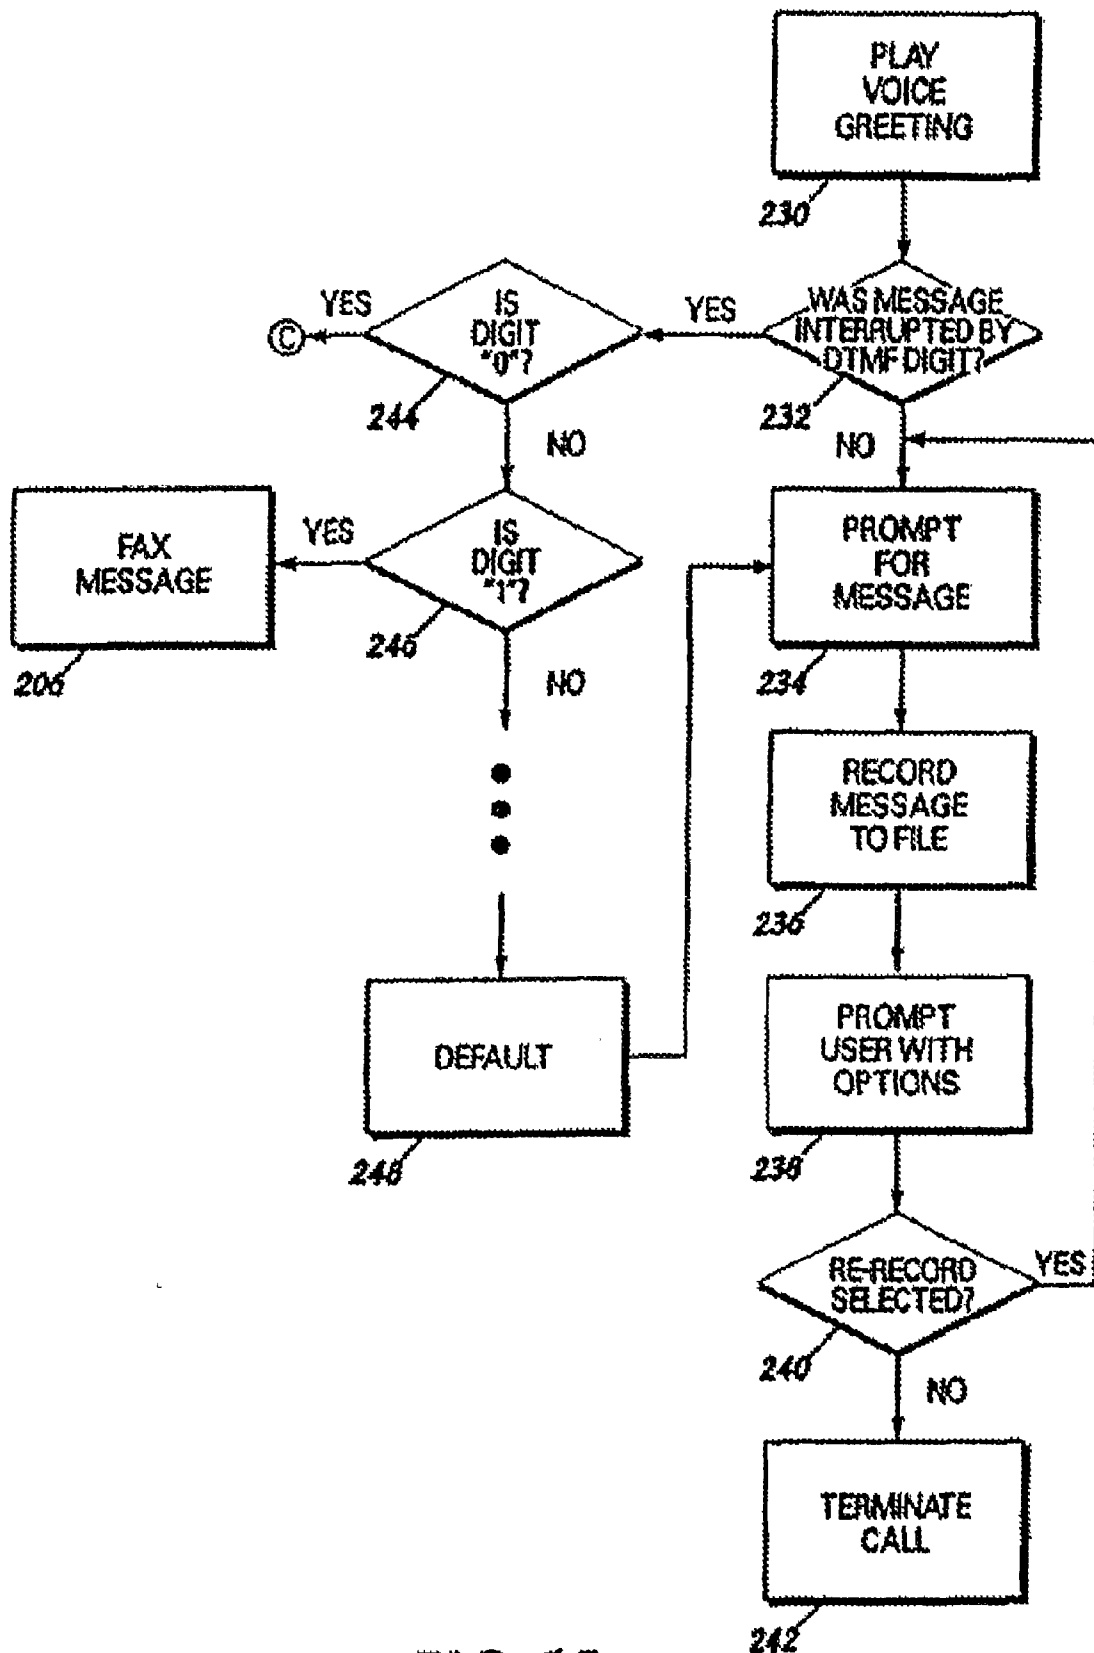 PLAY
VOICE
GREETING
230
WAS MESSAGE
INTERRUPTED BY
DTMF DIGIT?
232
YES
NO
IS
DIGIT
"0"?
244
YES
©
NO
IS
DIGIT
"1"?
246
YES
FAX
MESSAGE
206
NO
DEFAULT
248
PROMPT
FOR
MESSAGE
234
RECORD
MESSAGE
TO FILE
236
PROMPT
USER WITH
OPTIONS
238
RE-RECORD
SELECTED?
240
YES
NO
TERMINATE
CALL
242